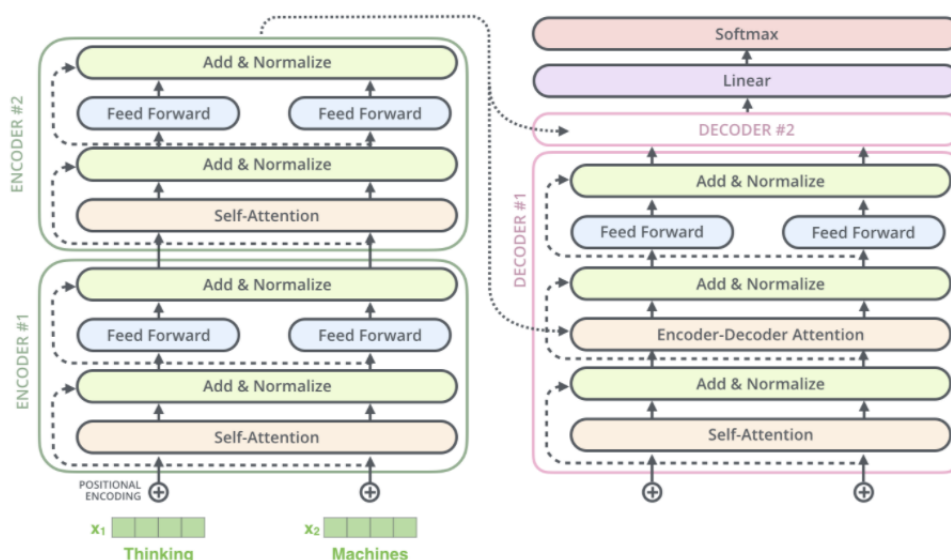 ENCODER #2
Add & Normalize
Feed Forward
Feed Forward
Add & Normalize
Self-Attention
ENCODER #1
Add & Normalize
Feed Forward
Feed Forward
Add & Normalize
Self-Attention
POSITIONAL
ENCODING
x1
x2
Thinking
Machines
Softmax
Linear
DECODER #2
DECODER #1
Add & Normalize
Feed Forward
Feed Forward
Add & Normalize
Encoder-Decoder Attention
Add & Normalize
Self-Attention